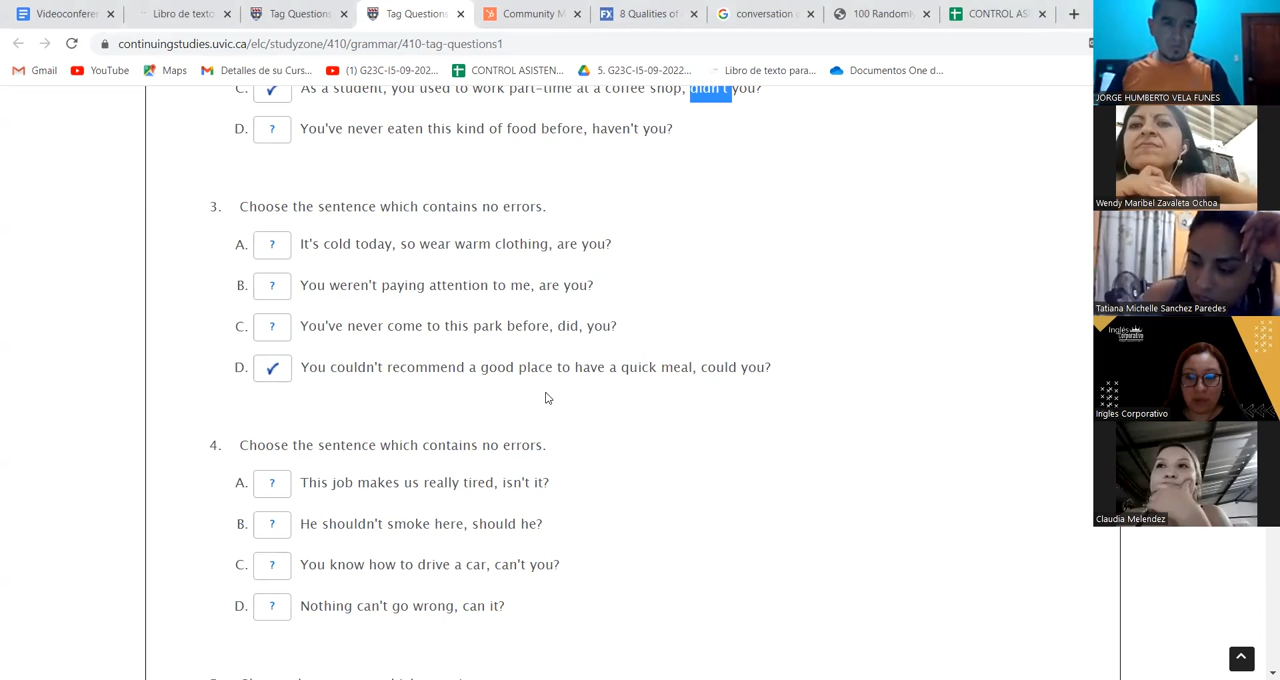 Videoconferen
Libro de texto
Tag Questions
Tag Questions
Community M
8 Qualities of
conversation
100 Randomly
CONTROL AS
continuingstudies.uvic.ca/elc/studyzone/410/grammar/410-tag-questions1
Gmail
YouTube
Maps
Detalles de su Curs...
(1) G23C-I5-09-202...
CONTROL ASISTEN...
5. G23C-I5-09-2022...
Libro de texto para...
Documentos One d...
C. As a student, you used to work part-time at a coffee shop, didn't you?
D. ? You've never eaten this kind of food before, haven't you?
3. Choose the sentence which contains no errors.
A. ? It's cold today, so wear warm clothing, are you?
B. ? You weren't paying attention to me, are you?
C. ? You've never come to this park before, did, you?
D. You couldn't recommend a good place to have a quick meal, could you?
4. Choose the sentence which contains no errors.
A. ? This job makes us really tired, isn't it?
B. ? He shouldn't smoke here, should he?
C. ? You know how to drive a car, can't you?
D. ? Nothing can't go wrong, can it?
JORGE HUMBERTO VELA FUNES
Wendy Maribel Zavaleta Ochoa
Tatiana Michelle Sanchez Paredes
Inglés
Corporativo
Ingles Corporativo
Claudia Melendez